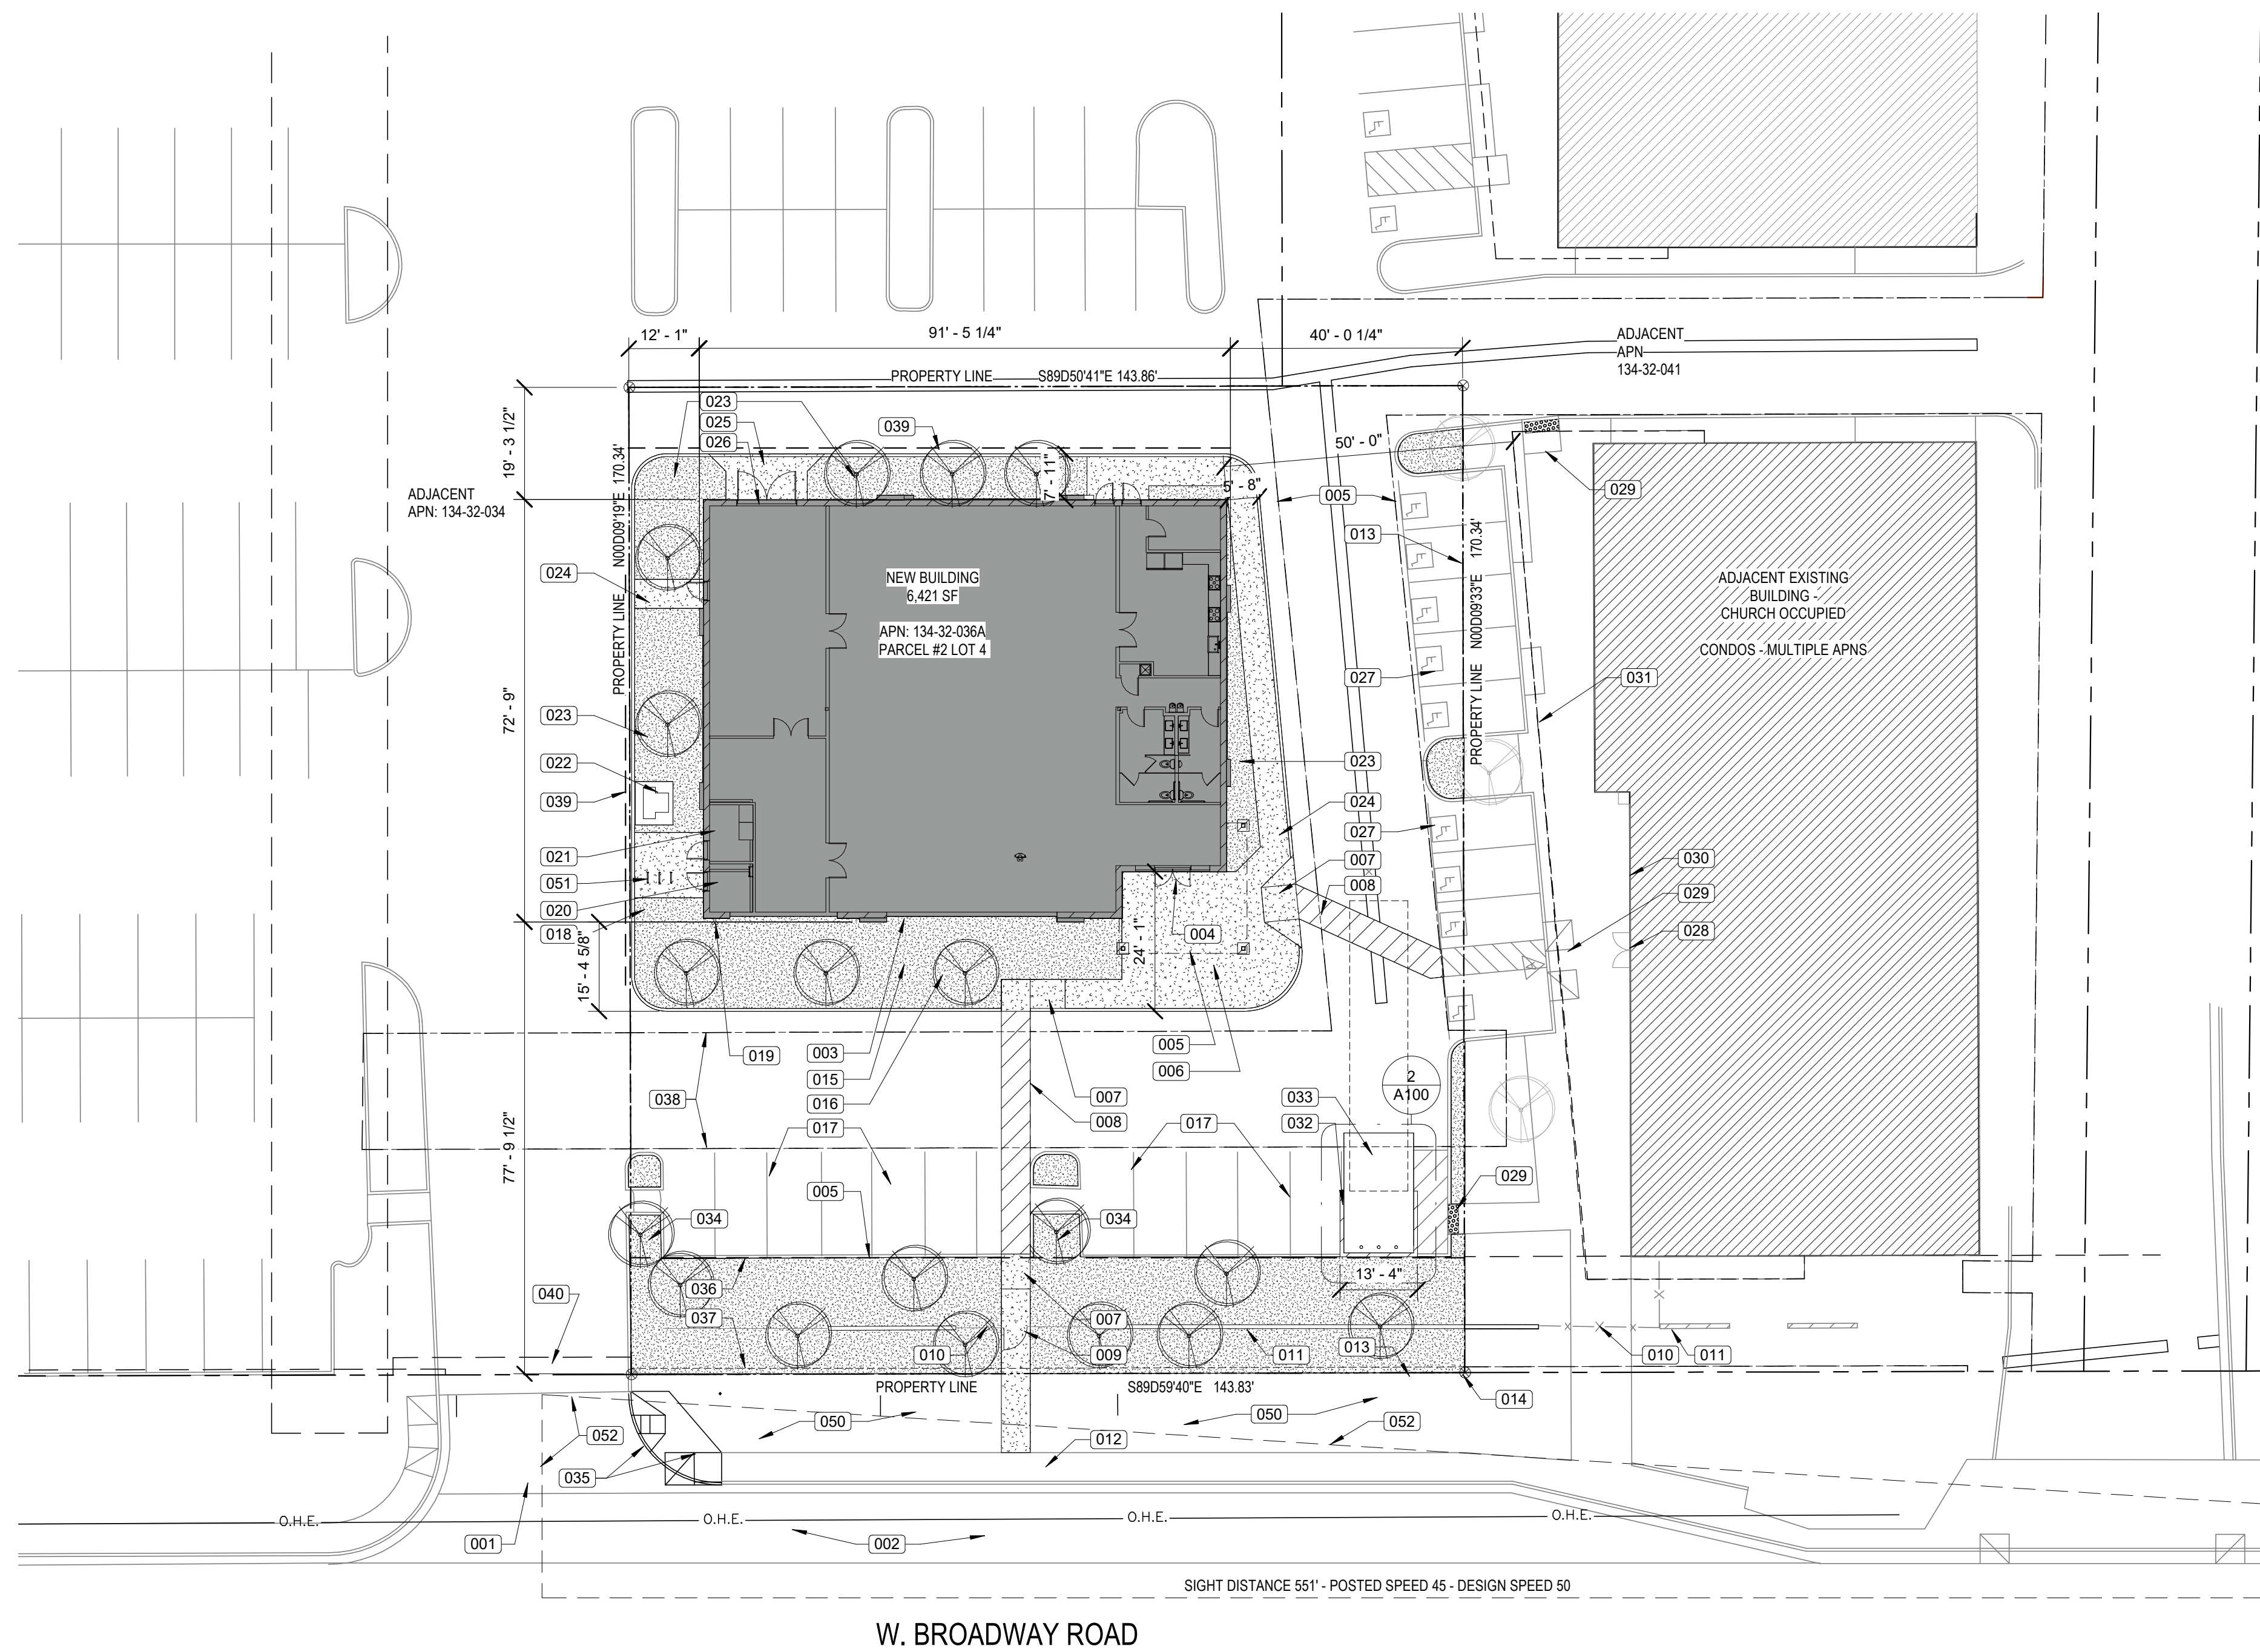 12' - 1"
91' - 5 1/4"
40' - 0 1/4"
ADJACENT
APN
134-32-041
PROPERTY LINE
S89D50'41"E 143.86'
19' - 3 1/2"
023
025
026
039
50' - 0"
7' - 11"
5' - 8"
005
029
ADJACENT
APN: 134-32-034
PROPERTY LINE N00D09'19"E 170.34'
013
024
NEW BUILDING
6,421 SF
APN: 134-32-036A
PARCEL #2 LOT 4
PROPERTY LINE N00D09'33"E 170.34'
ADJACENT EXISTING
BUILDING -
CHURCH OCCUPIED
CONDOS - MULTIPLE APNS
027
031
72' - 9"
023
022
039
023
024
027
021
007
030
051
008
029
020
018
004
028
15' - 4 5/8"
24' - 1"
019
003
005
015
006
016
038
007
033
2
A100
008
032
017
017
77' - 9 1/2"
005
029
034
034
13' - 4"
036
040
037
007
010
009
011
013
010
011
PROPERTY LINE
S89D59'40"E 143.83'
014
050
050
052
052
012
035
O.H.E.
O.H.E.
O.H.E.
O.H.E.
001
002
SIGHT DISTANCE 551' - POSTED SPEED 45 - DESIGN SPEED 50
W. BROADWAY ROAD